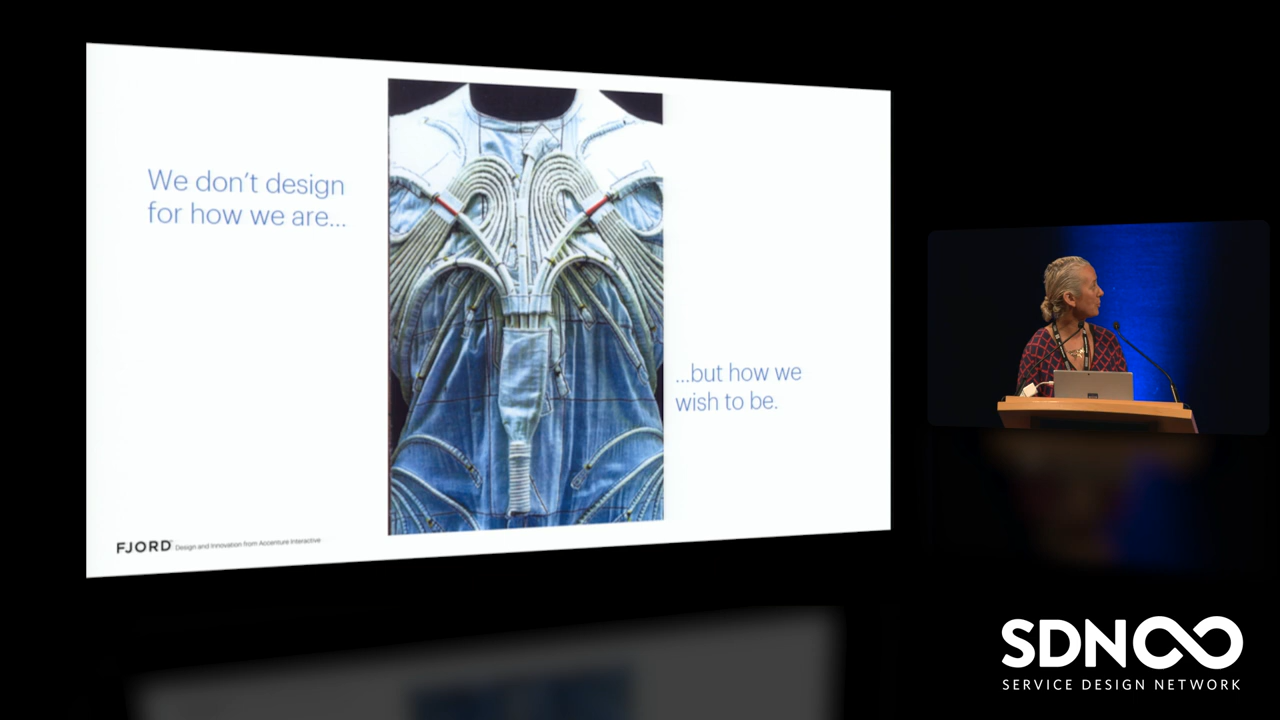 We don't design
for how we are...
...but how we
wish to be.
FJORD Design and Innovation from Accenture Interactive
SDN
SERVICE DESIGN NETWORK